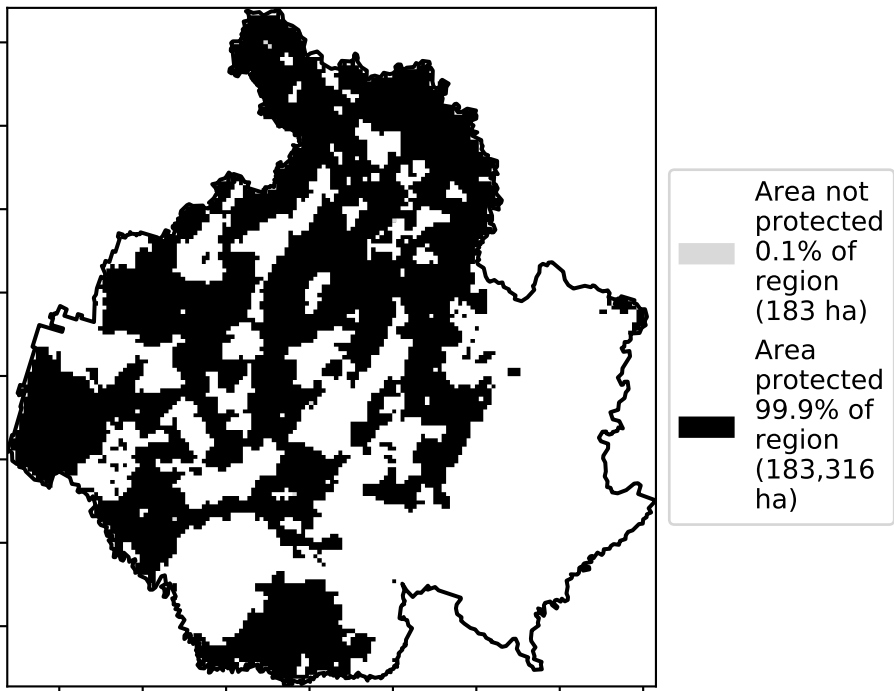 Area not
protected
0.1% of
region
(183 ha)
Area
protected
99.9% of
region
(183,316
ha)